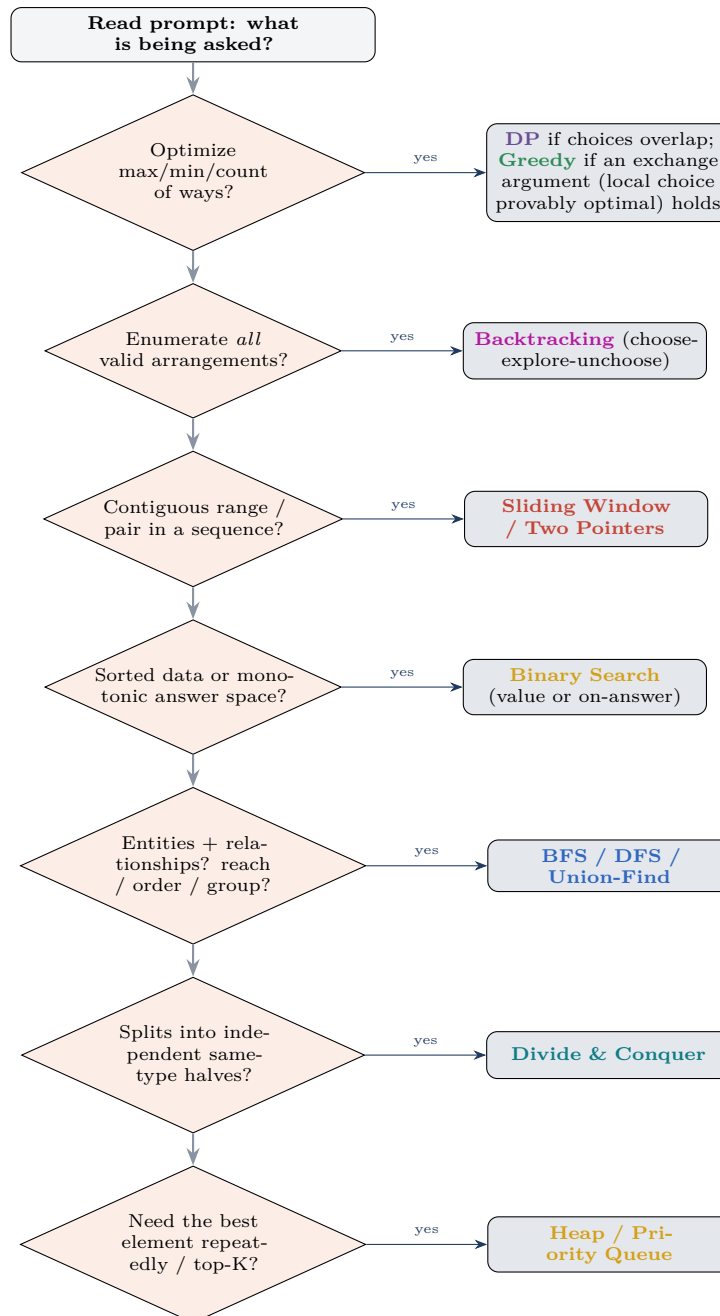 Read prompt: what
is being asked?
Optimize
max/min/count
of ways?
yes
DP if choices overlap;
Greedy if an exchange
argument (local choice
provably optimal) holds
Enumerate all
valid arrangements?
yes
Backtracking (choose-
explore-unchoose)
Contiguous range /
pair in a sequence?
yes
Sliding Window
/ Two Pointers
Sorted data or mono-
tonic answer space?
yes
Binary Search
(value or on-answer)
Entities + rela-
tionships? reach
/ order / group?
yes
BFS / DFS /
Union-Find
Splits into inde-
pendent same-
type halves?
yes
Divide & Conquer
Need the best
element repeat-
edly / top-K?
yes
Heap / Pri-
ority Queue